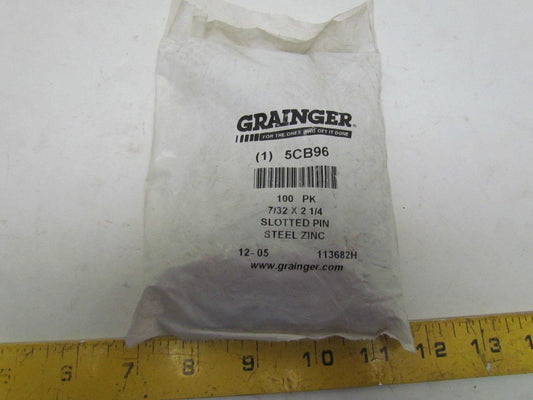 GRAINGER®
FOR THE ONES WHO GET IT DONE
(1) 5CB96
100 PK
7/32 X 2 1/4
SLOTTED PIN
STEEL ZINC
12-05 113682H
www.grainger.com
6 7 8 9 10 11 12 13